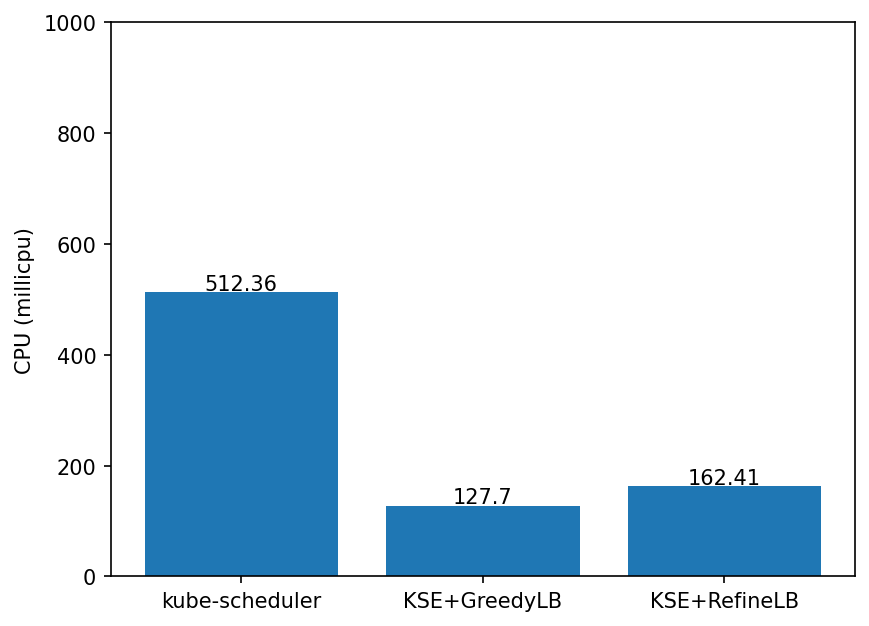 1000
800
600
400
200
0
CPU (millicpu)
512.36
127.7
162.41
kube-scheduler
KSE+GreedyLB
KSE+RefineLB